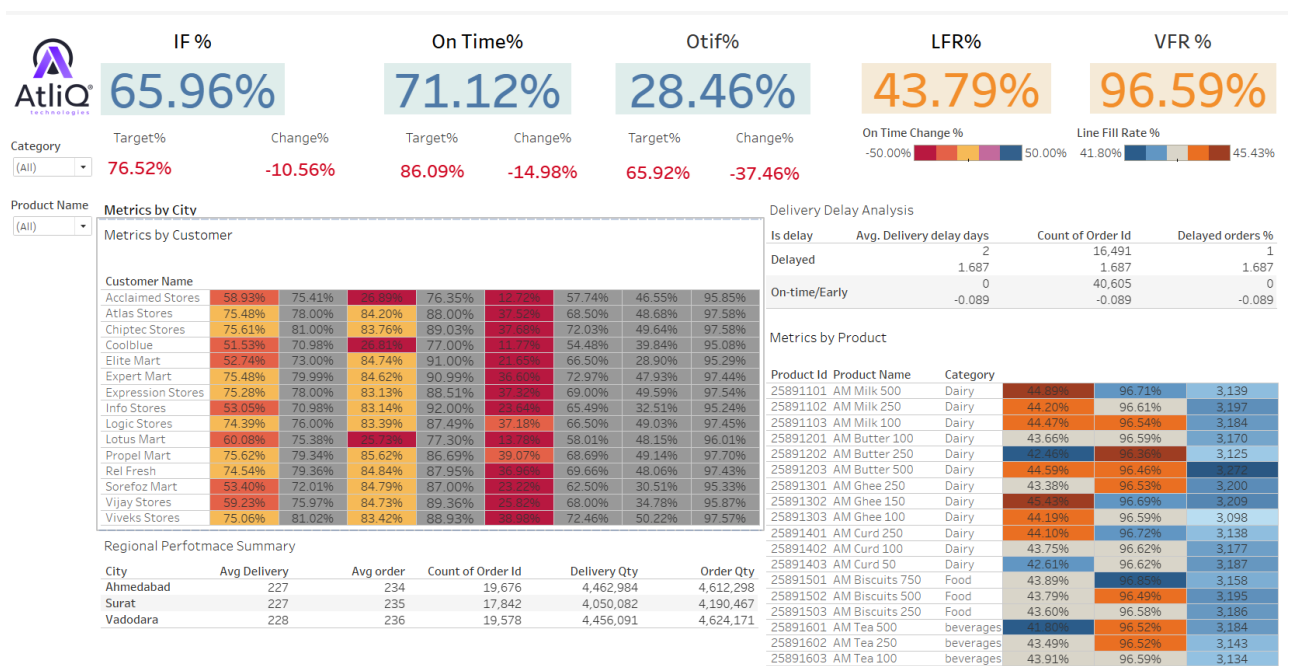 IF % On Time% Otif% LFR% VFR %
AtliQ
technologies
65.96% 71.12% 28.46% 43.79% 96.59%
Target% Change% Target% Change% Target% Change%
76.52% -10.56% 86.09% -14.98% 65.92% -37.46%
On Time Change % Line Fill Rate %
-50.00% 50.00% 41.80% 45.43%
Category
(All)
Product Name
(All)
Metrics by City
Metrics by Customer
Customer Name
Acclaimed Stores 58.93% 75.41% 26.89% 76.35% 12.72% 57.74% 46.55% 95.85%
Atlas Stores 75.48% 78.00% 84.20% 88.00% 37.52% 68.50% 48.68% 97.58%
Chiptec Stores 75.61% 81.00% 83.76% 89.03% 37.68% 72.03% 49.64% 97.58%
Coolblue 51.53% 70.98% 26.81% 77.00% 11.77% 54.48% 39.84% 95.08%
Elite Mart 52.74% 73.00% 84.74% 91.00% 21.65% 66.50% 28.90% 95.29%
Expert Mart 75.48% 79.99% 84.62% 90.99% 36.60% 72.97% 47.93% 97.44%
Expression Stores 75.28% 78.00% 83.13% 88.51% 37.32% 69.00% 49.59% 97.54%
Info Stores 53.05% 70.98% 83.14% 92.00% 23.64% 65.49% 32.51% 95.24%
Logic Stores 74.39% 76.00% 83.39% 87.49% 37.18% 66.50% 49.03% 97.45%
Lotus Mart 60.08% 75.38% 25.73% 77.30% 13.78% 58.01% 48.15% 96.01%
Propel Mart 75.62% 79.34% 85.62% 86.69% 39.07% 68.69% 49.14% 97.70%
Rel Fresh 74.54% 79.36% 84.84% 87.95% 36.96% 69.66% 48.06% 97.43%
Sorefoz Mart 53.40% 72.01% 84.79% 87.00% 23.22% 62.50% 30.51% 95.33%
Vijay Stores 59.23% 75.97% 84.73% 89.36% 25.82% 68.00% 34.78% 95.87%
Viveks Stores 75.06% 81.02% 83.42% 88.93% 38.98% 72.46% 50.22% 97.57%
Regional Perfotmace Summary
City Avg Delivery Avg order Count of Order Id Delivery Qty Order Qty
Ahmedabad 227 234 19,676 4,462,984 4,612,298
Surat 227 235 17,842 4,050,082 4,190,467
Vadodara 228 236 19,578 4,456,091 4,624,171
Delivery Delay Analysis
Is delay Avg. Delivery delay days Count of Order Id Delayed orders %
Delayed 2 16,491 1
1.687 1.687 1.687
On-time/Early 0 40,605 0
-0.089 -0.089 -0.089
Metrics by Product
Product Id Product Name Category
25891101 AM Milk 500 Dairy 44.89% 96.71% 3,139
25891102 AM Milk 250 Dairy 44.20% 96.61% 3,197
25891103 AM Milk 100 Dairy 44.47% 96.54% 3,184
25891201 AM Butter 100 Dairy 43.66% 96.59% 3,170
25891202 AM Butter 250 Dairy 42.46% 96.36% 3,125
25891203 AM Butter 500 Dairy 44.59% 96.46% 3,272
25891301 AM Ghee 250 Dairy 43.38% 96.53% 3,200
25891302 AM Ghee 150 Dairy 45.43% 96.69% 3,209
25891303 AM Ghee 100 Dairy 44.19% 96.59% 3,098
25891401 AM Curd 250 Dairy 44.10% 96.72% 3,138
25891402 AM Curd 100 Dairy 43.75% 96.62% 3,177
25891403 AM Curd 50 Dairy 42.61% 96.62% 3,187
25891501 AM Biscuits 750 Food 43.89% 96.85% 3,158
25891502 AM Biscuits 500 Food 43.79% 96.49% 3,195
25891503 AM Biscuits 250 Food 43.60% 96.58% 3,186
25891601 AM Tea 500 beverages 41.80% 96.52% 3,184
25891602 AM Tea 250 beverages 43.49% 96.52% 3,143
25891603 AM Tea 100 beverages 43.91% 96.59% 3,134